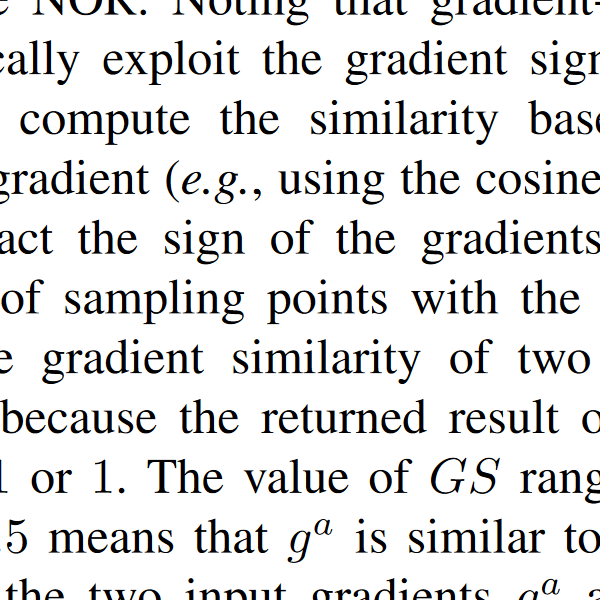 NOR. Noting that gradient-
cally exploit the gradient sign
compute the similarity base
gradient (e.g., using the cosine
act the sign of the gradients
of sampling points with the
e gradient similarity of two
because the returned result o
1 or 1. The value of GS rang
.5 means that g^a is similar to
the two input gradients g^a a